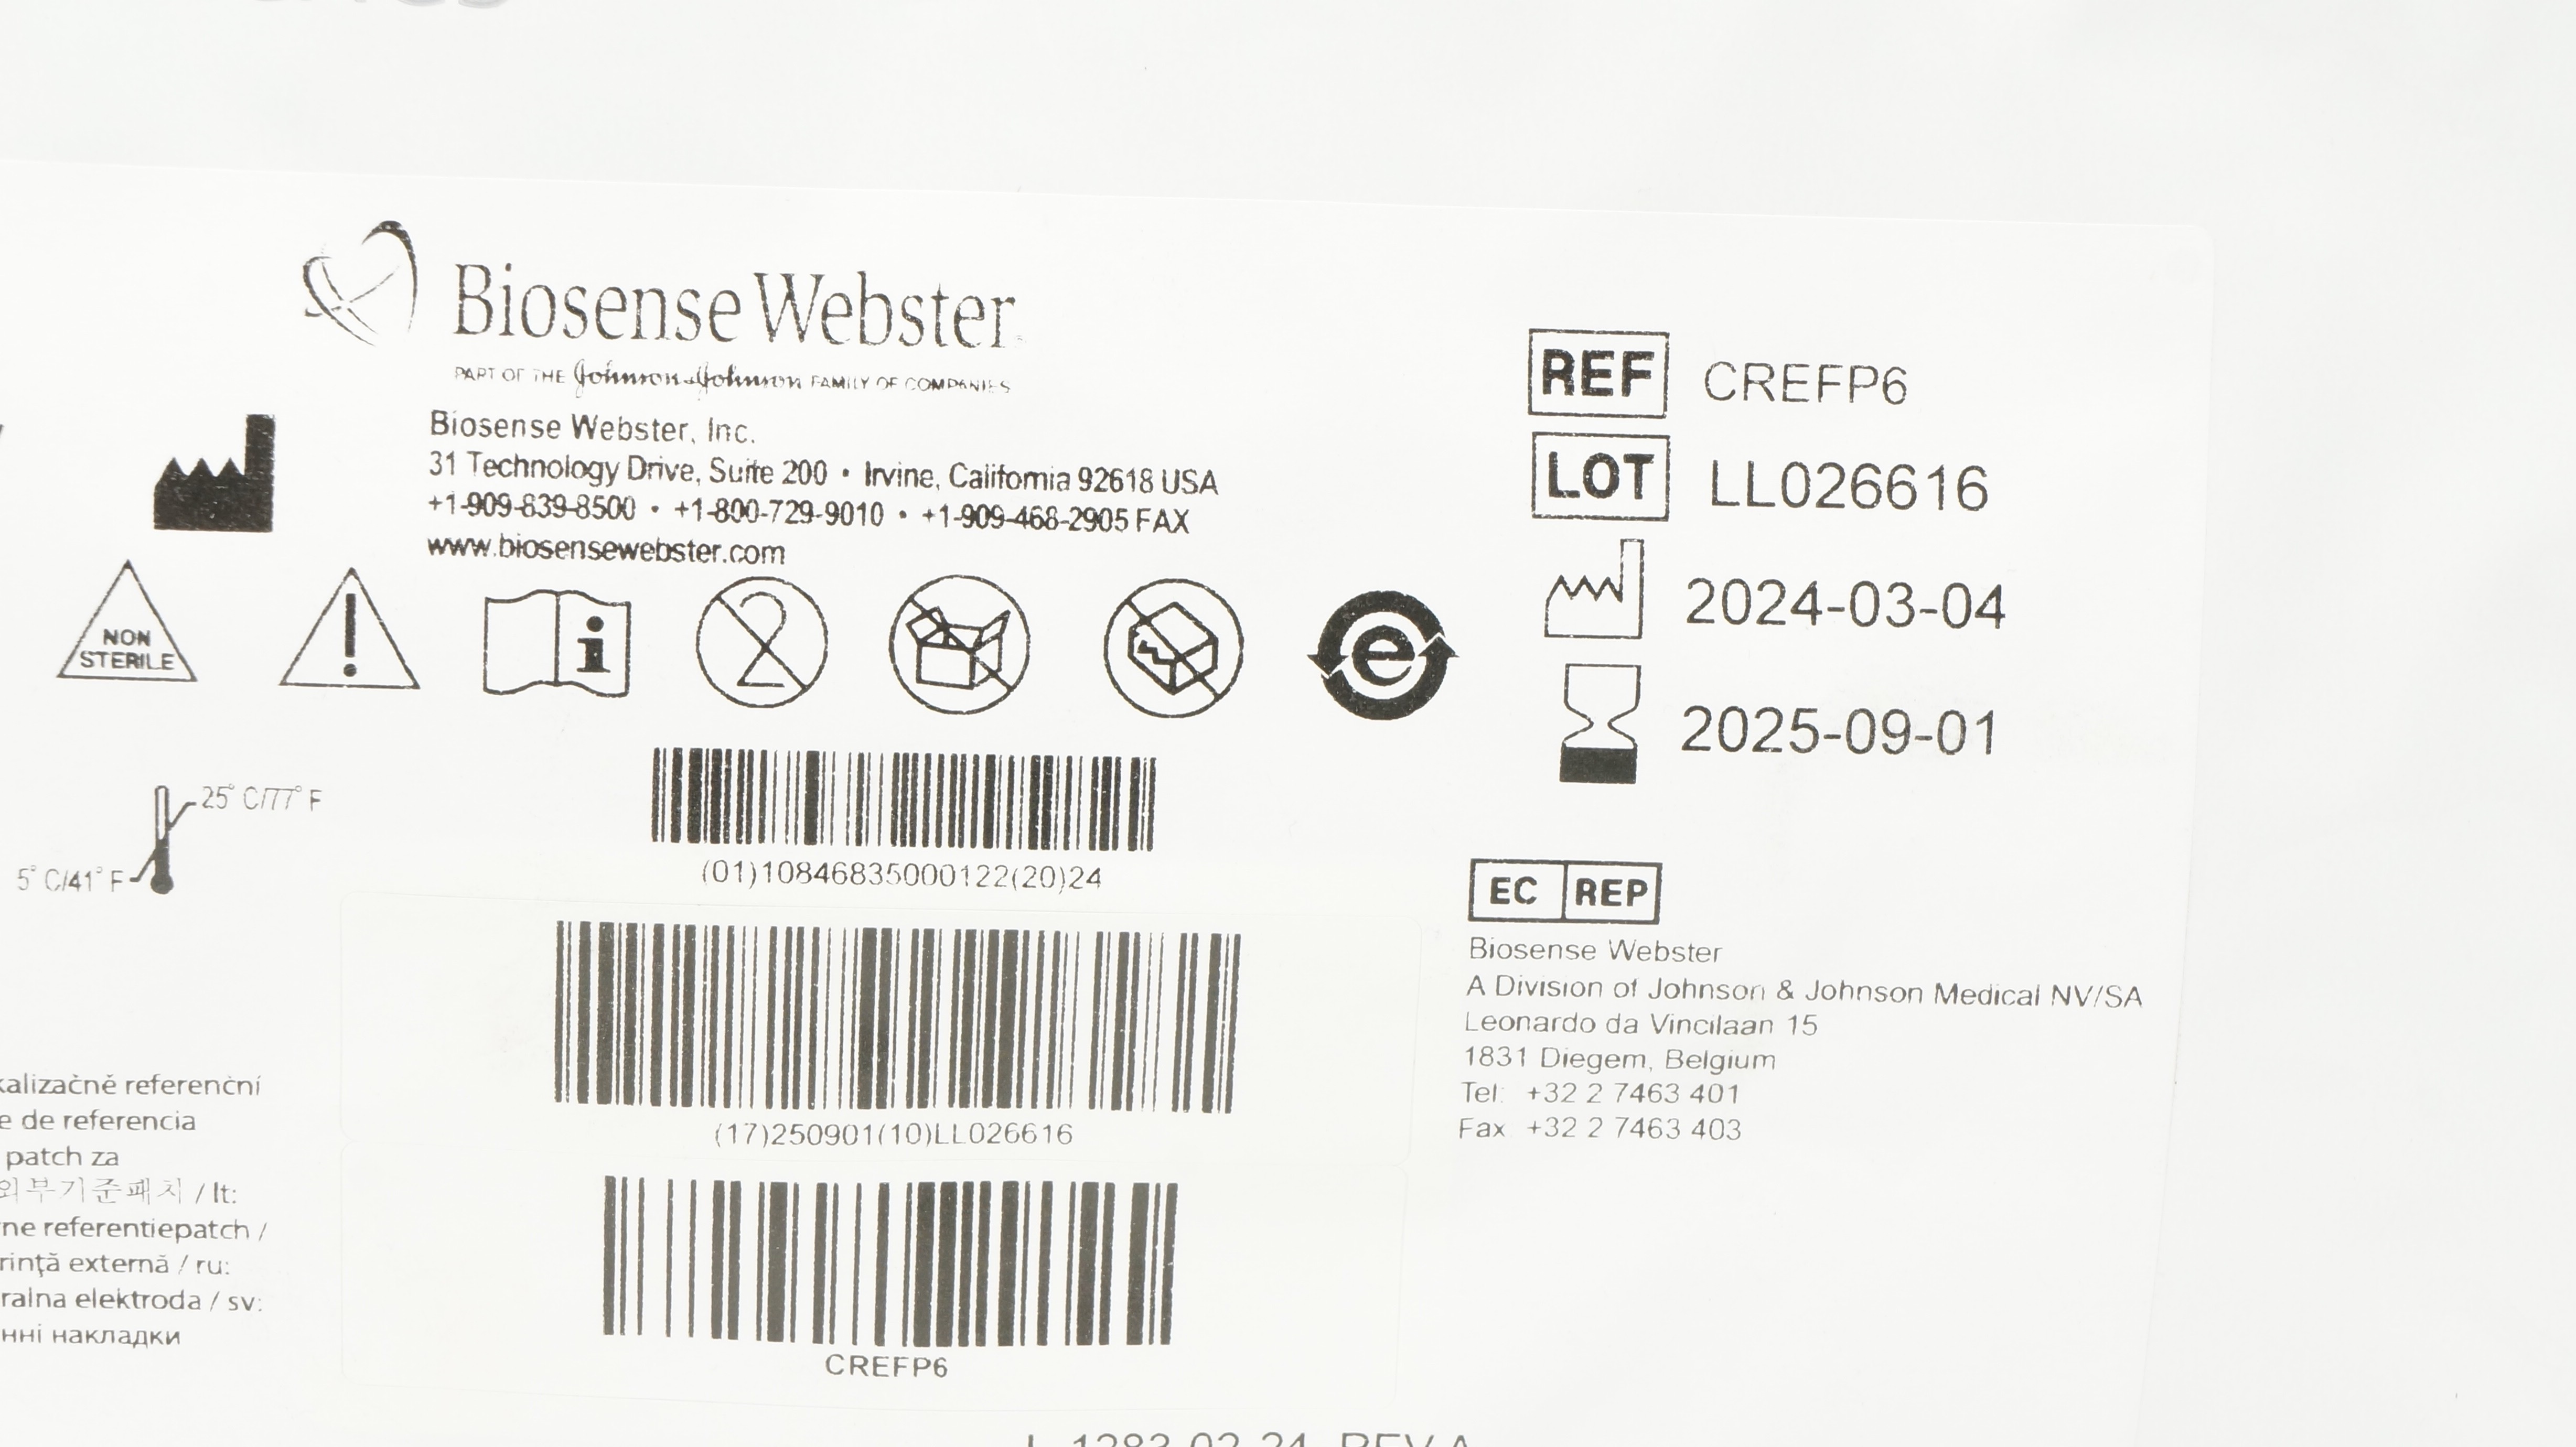 Biosense Webster
PART OF THE Johnson & Johnson FAMILY OF COMPANIES
Biosense Webster, Inc.
31 Technology Drive, Suite 200 • Irvine, California 92618 USA
+1-909-839-8500 • +1-800-729-9010 • +1-909-468-2905 FAX
www.biosensewebster.com
REF CREFP6
LOT LL026616
2024-03-04
2025-09-01
NON
STERILE
i
2
e
25° C/77° F
5° C/41° F
(01)10846835000122(20)24
(17)250901(10)LL026616
CREFP6
EC REP
Biosense Webster
A Division of Johnson & Johnson Medical NV/SA
Leonardo da Vincilaan 15
1831 Diegem, Belgium
Tel: +32 2 7463 401
Fax +32 2 7463 403
kalizačně referenční
e de referencia
patch za
외부기준패치 / lt:
rne referentiepatch /
rinţă externă / ru:
ralna elektroda / sv:
нні накладки